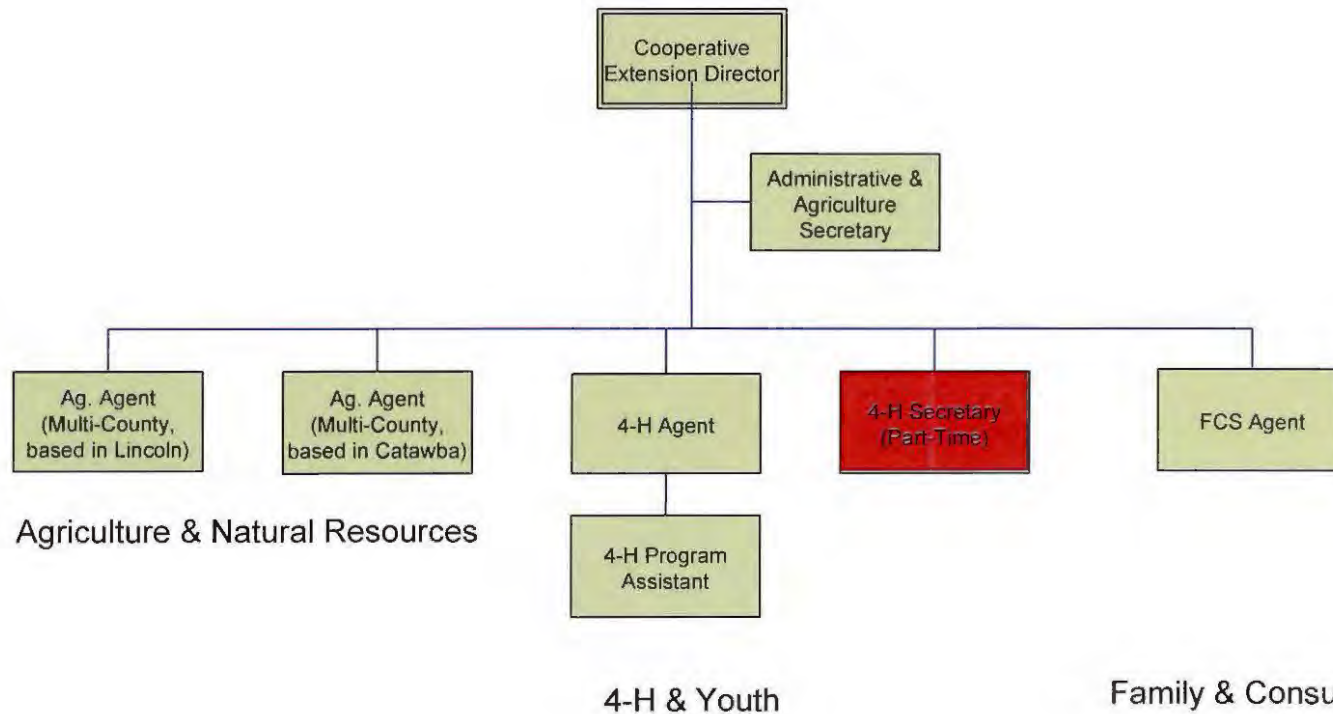 Cooperative
Extension Director
Administrative &
Agriculture
Secretary
Ag. Agent
(Multi-County,
based in Lincoln)
Ag. Agent
(Multi-County,
based in Catawba)
4-H Agent
4-H Secretary
(Part-Time)
FCS Agent
Agriculture & Natural Resources
4-H Program
Assistant
4-H & Youth
Family &